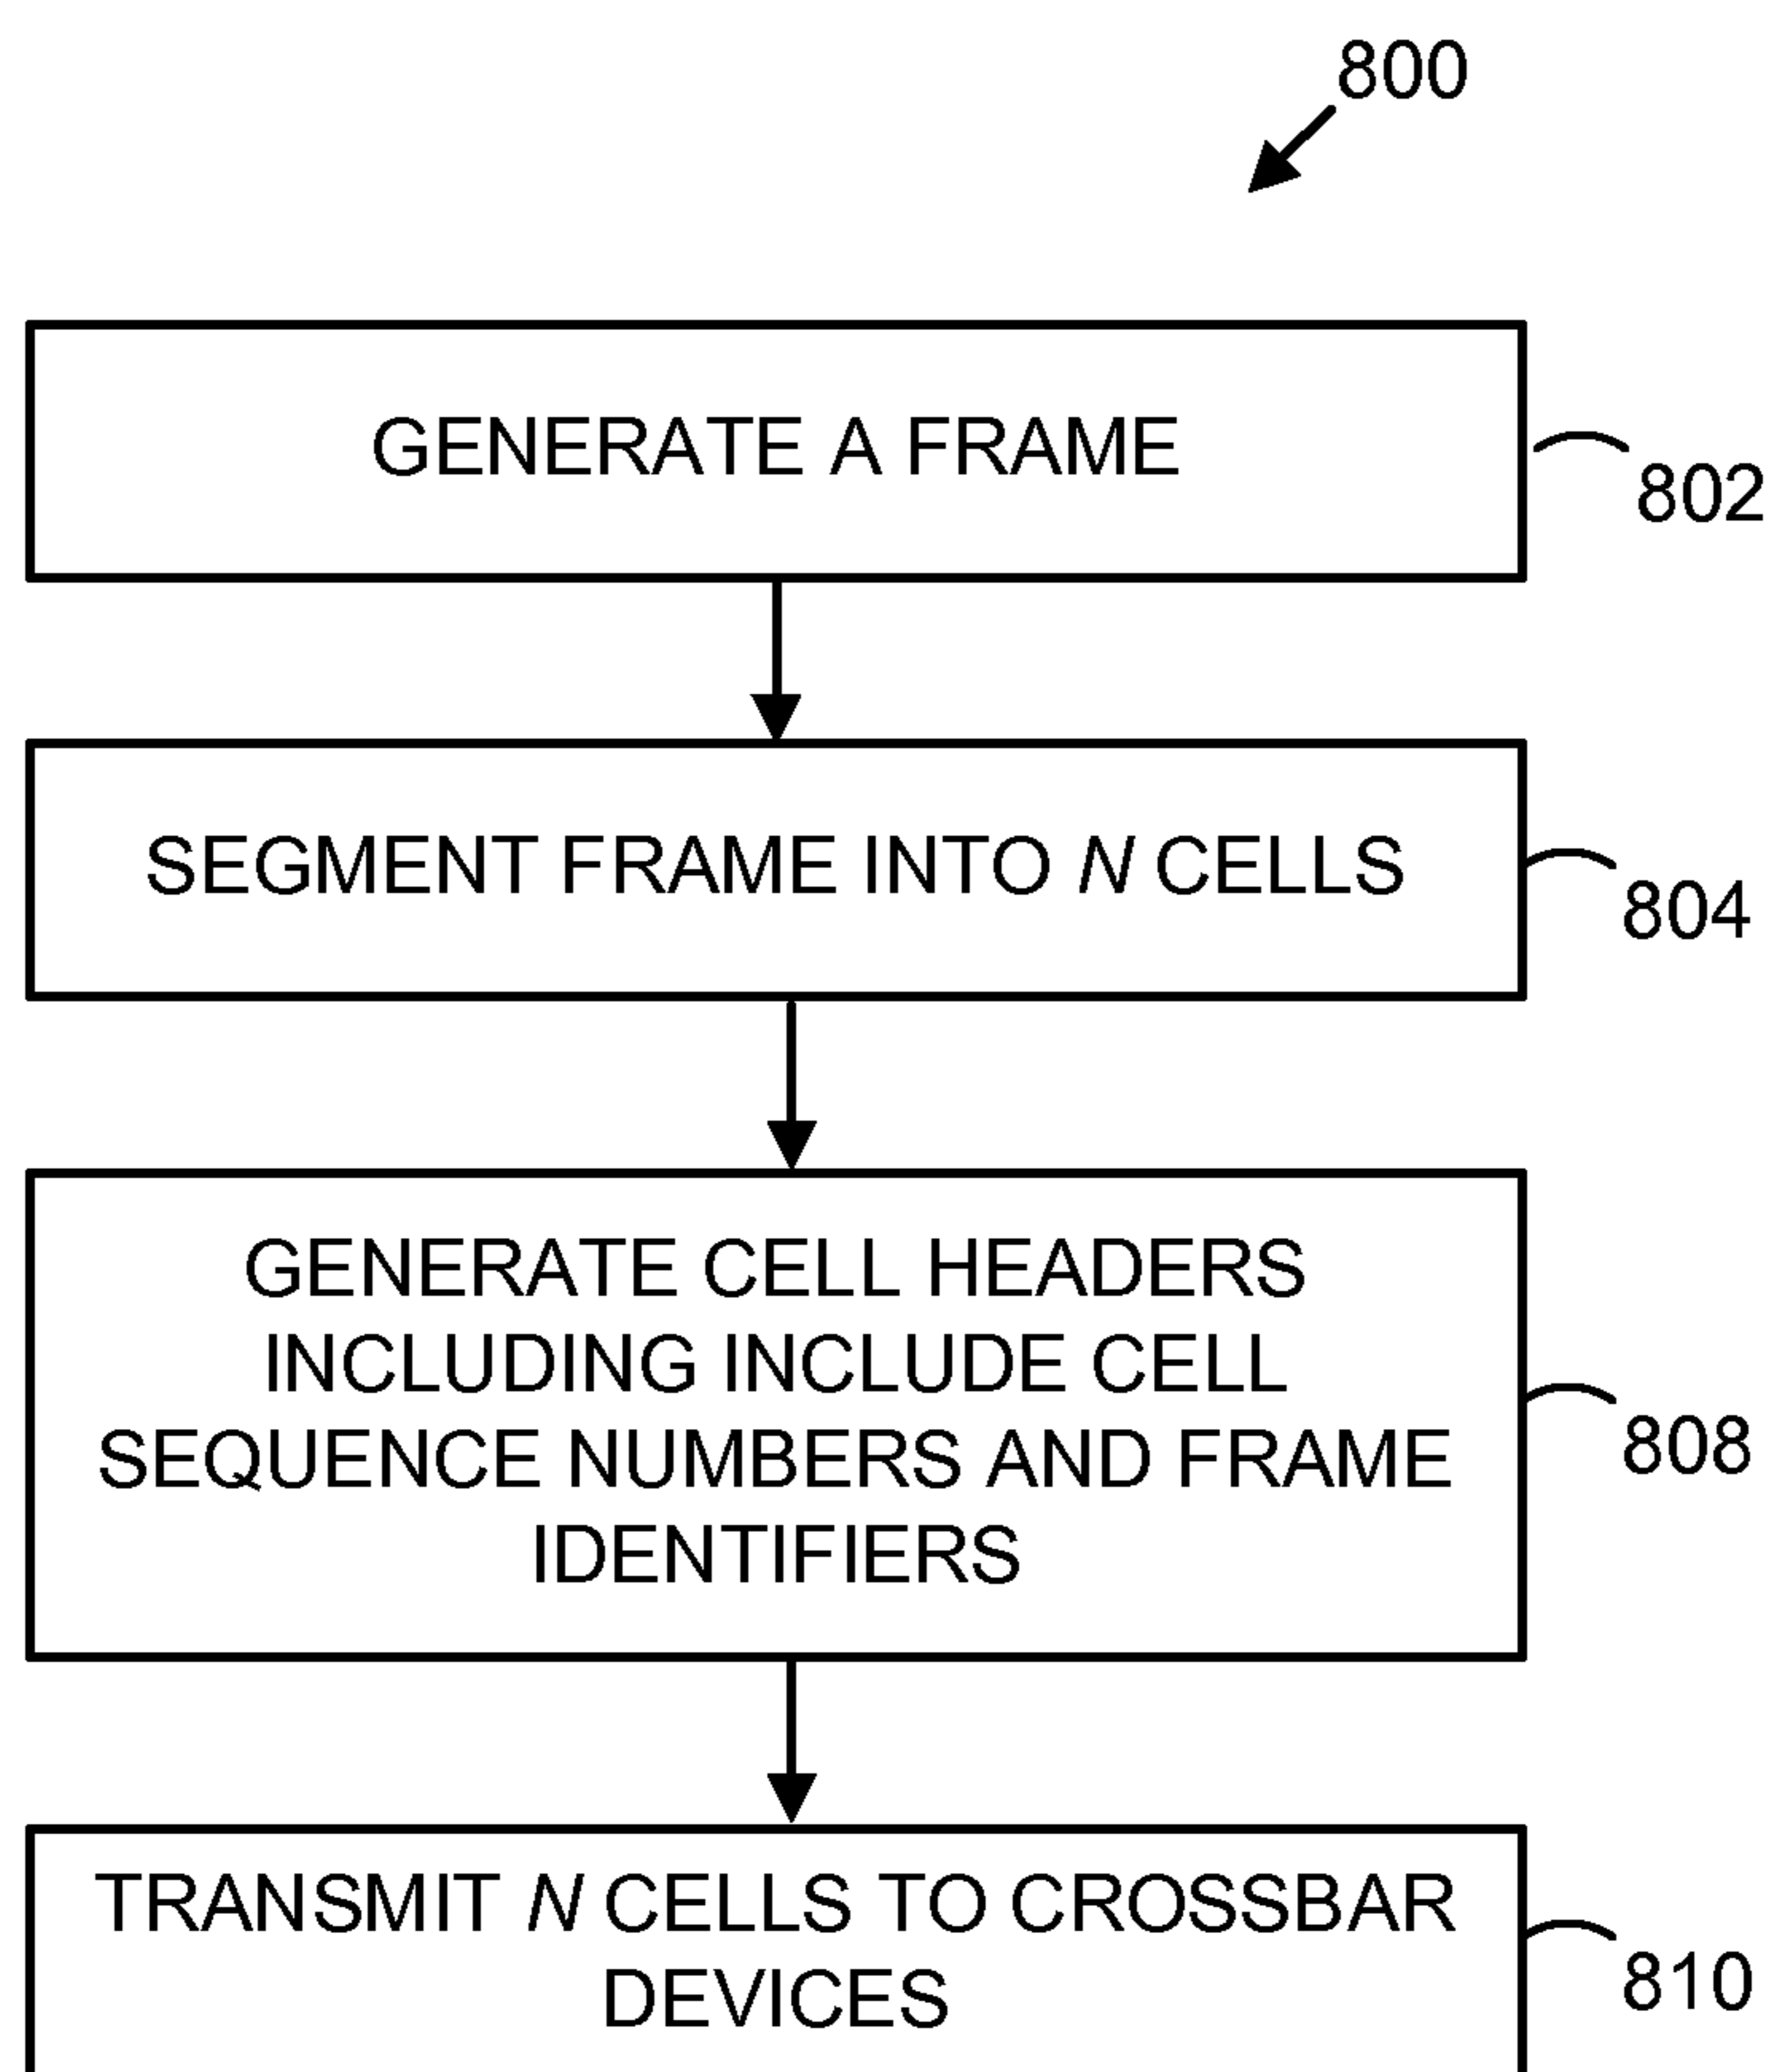 800
GENERATE A FRAME
802
SEGMENT FRAME INTO N CELLS
804
GENERATE CELL HEADERS
INCLUDING INCLUDE CELL
SEQUENCE NUMBERS AND FRAME
IDENTIFIERS
808
TRANSMIT N CELLS TO CROSSBAR
DEVICES
810